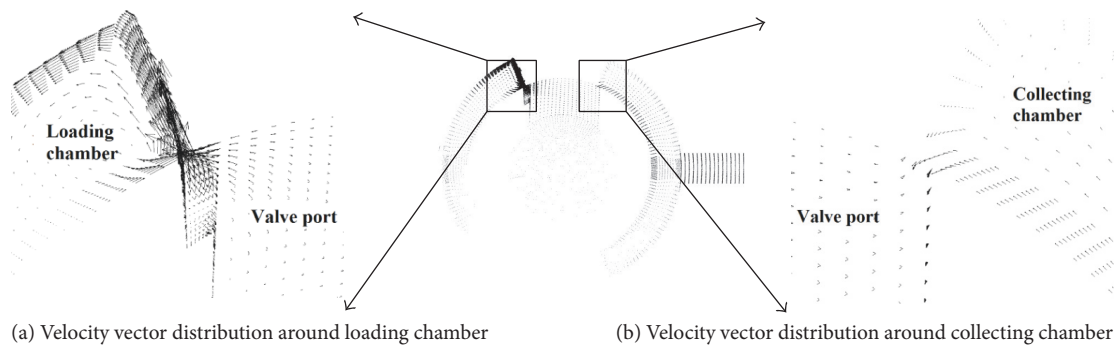 Loading
chamber
Valve port
Collecting
chamber
Valve port
(a) Velocity vector distribution around loading chamber
(b) Velocity vector distribution around collecting chamber